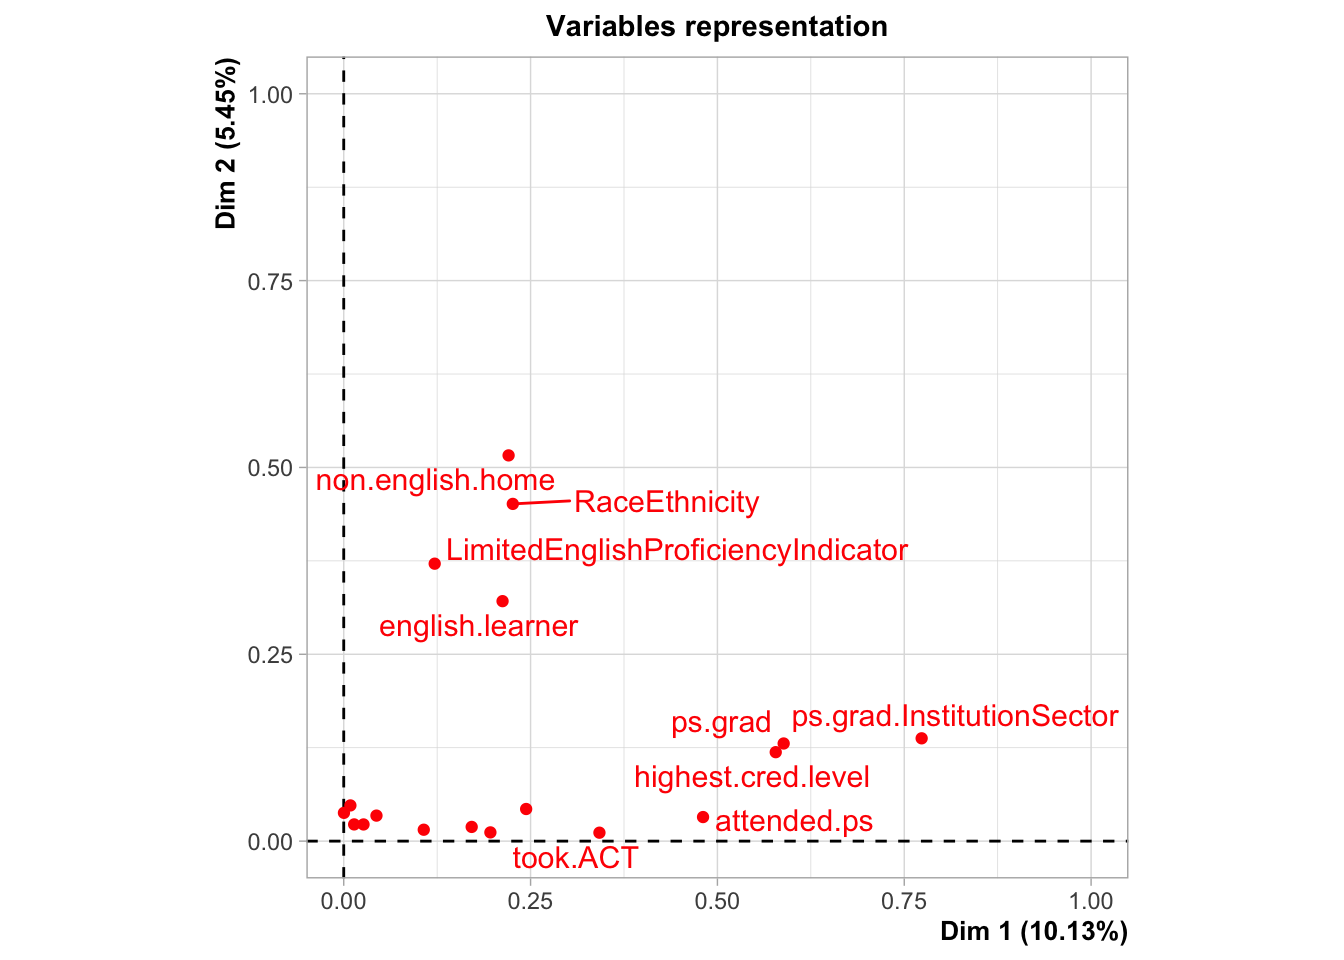 Variables representation
Dim 2 (5.45%)
1.00
0.75
0.50
0.25
0.00
non.english.home
RaceEthnicity
LimitedEnglishProficiencyIndicator
english.learner
ps.grad
ps.grad.InstitutionSector
highest.cred.level
attended.ps
took.ACT
0.00
0.25
0.50
0.75
1.00
Dim 1 (10.13%)